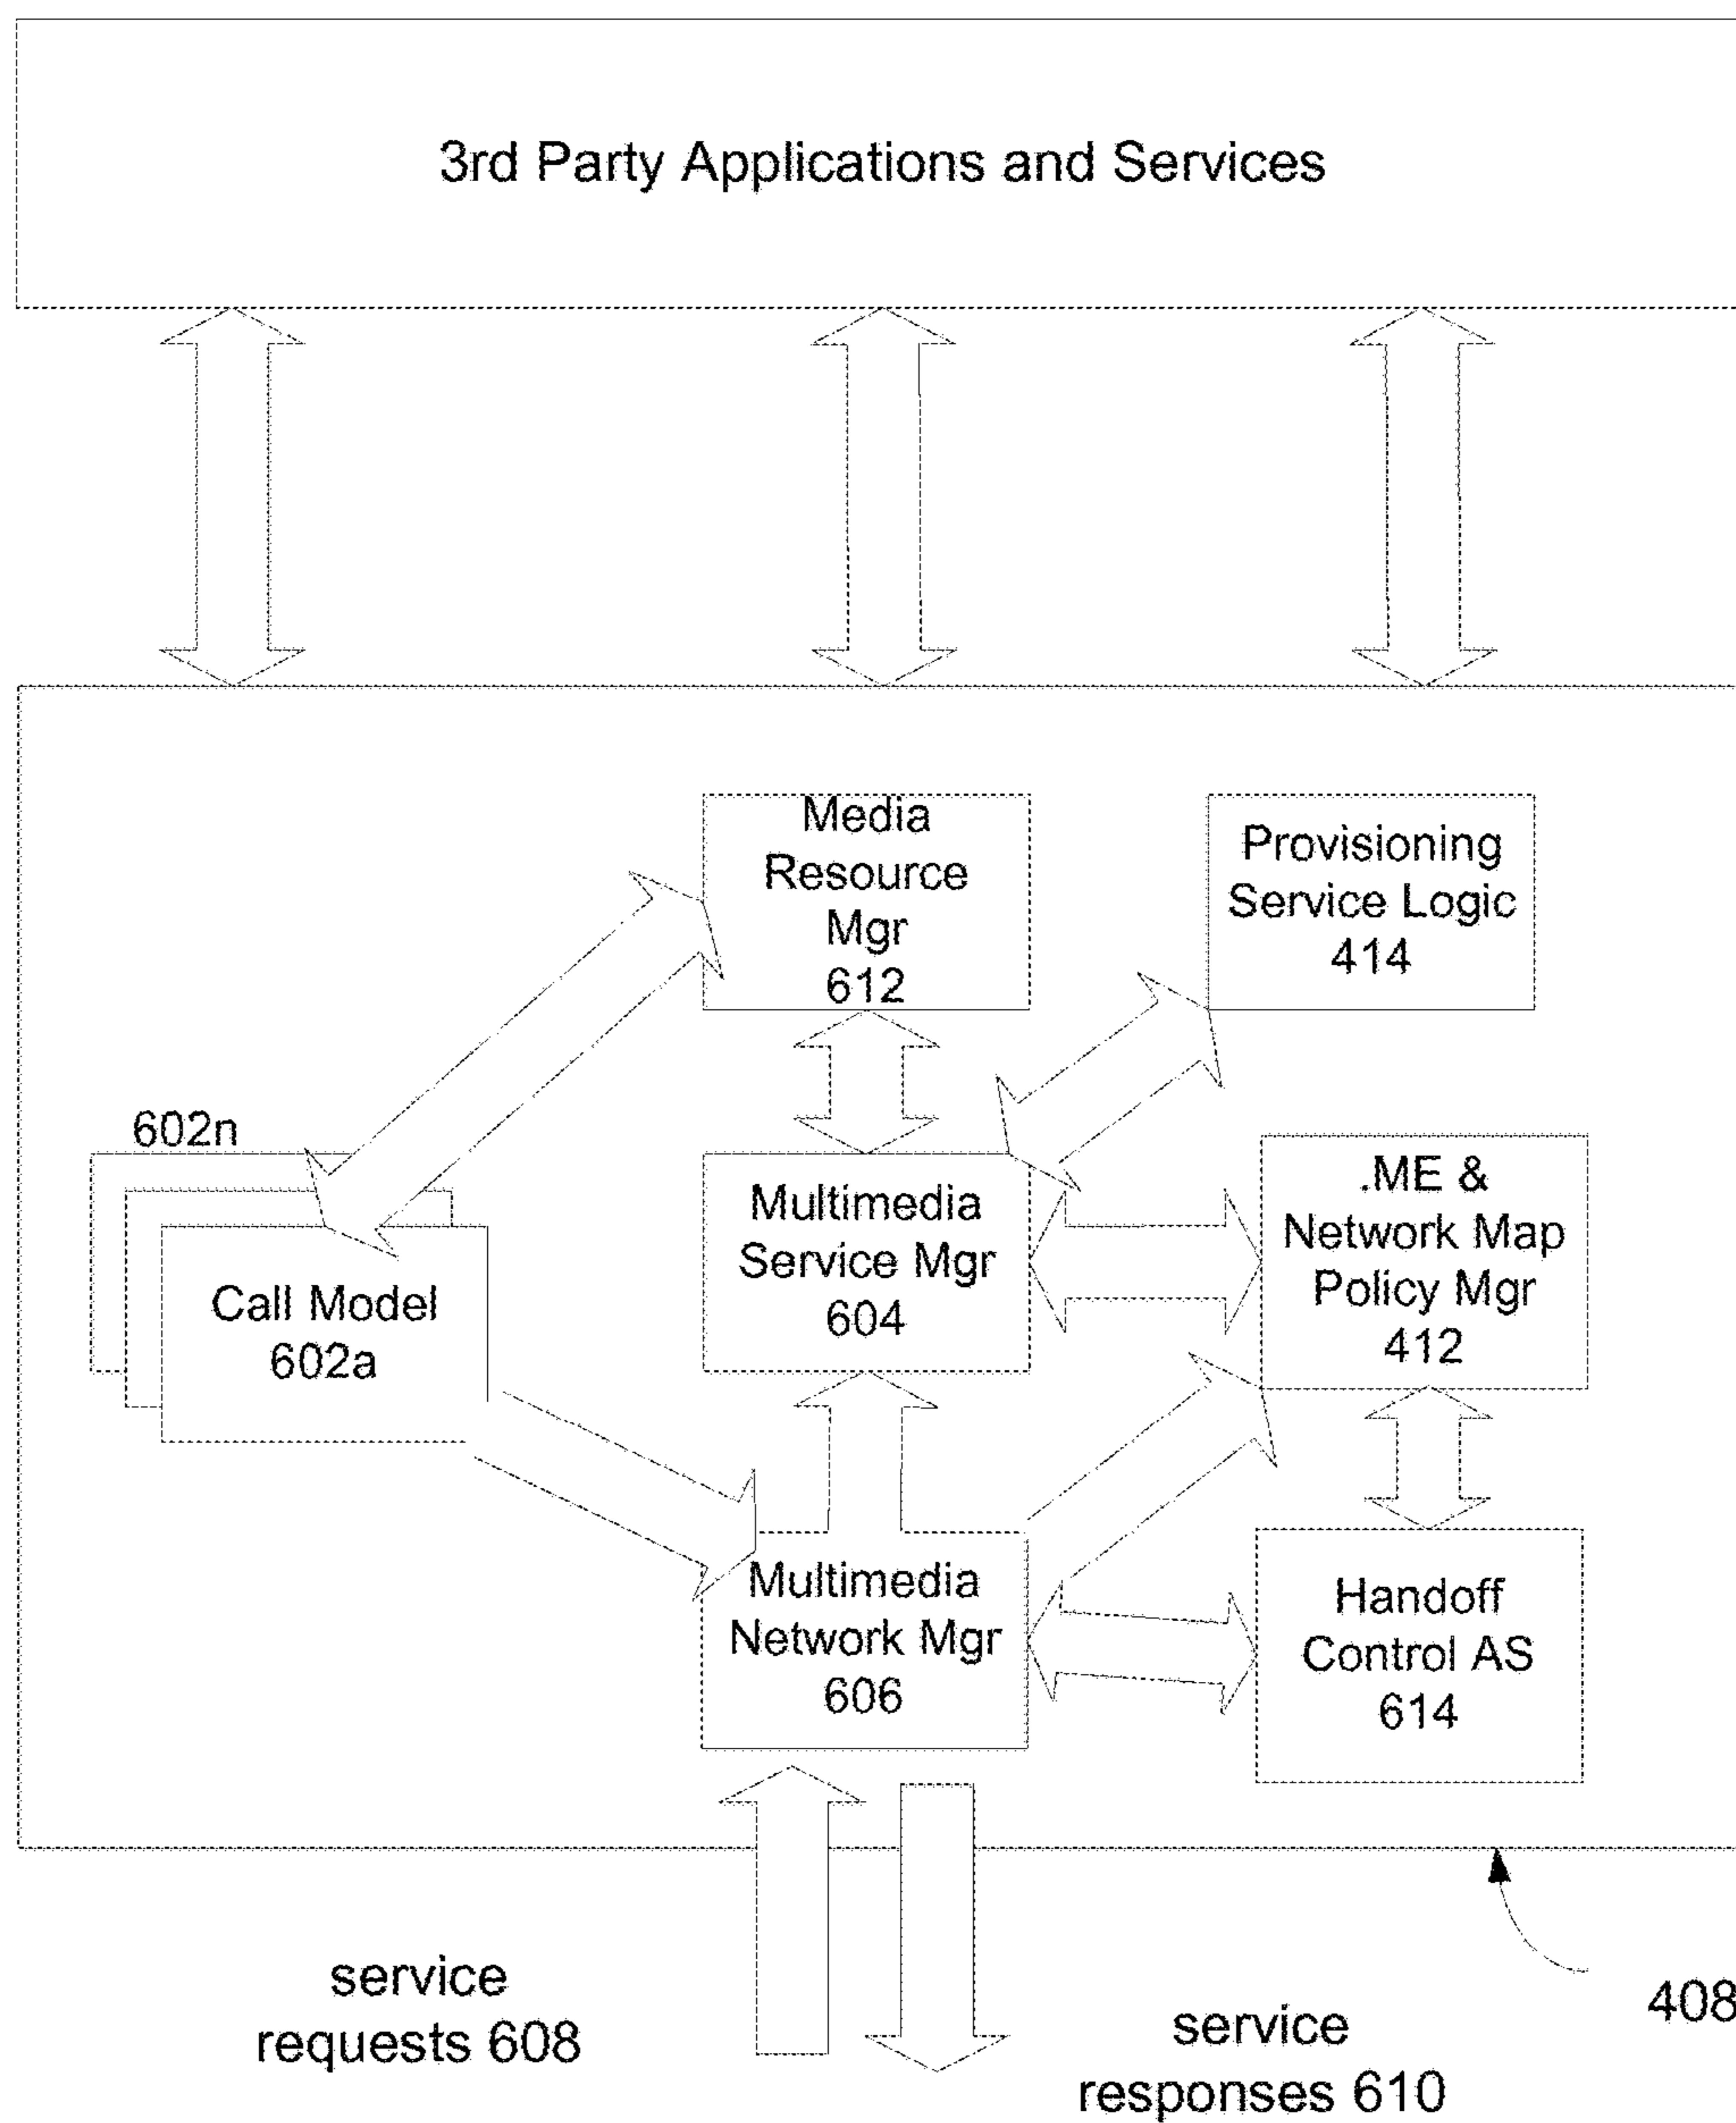 3rd Party Applications and Services
Media
Resource
Mgr
612
Provisioning
Service Logic
414
602n
Call Model
602a
Multimedia
Service Mgr
604
.ME &
Network Map
Policy Mgr
412
Multimedia
Network Mgr
606
Handoff
Control AS
614
service
requests 608
service
responses 610
408